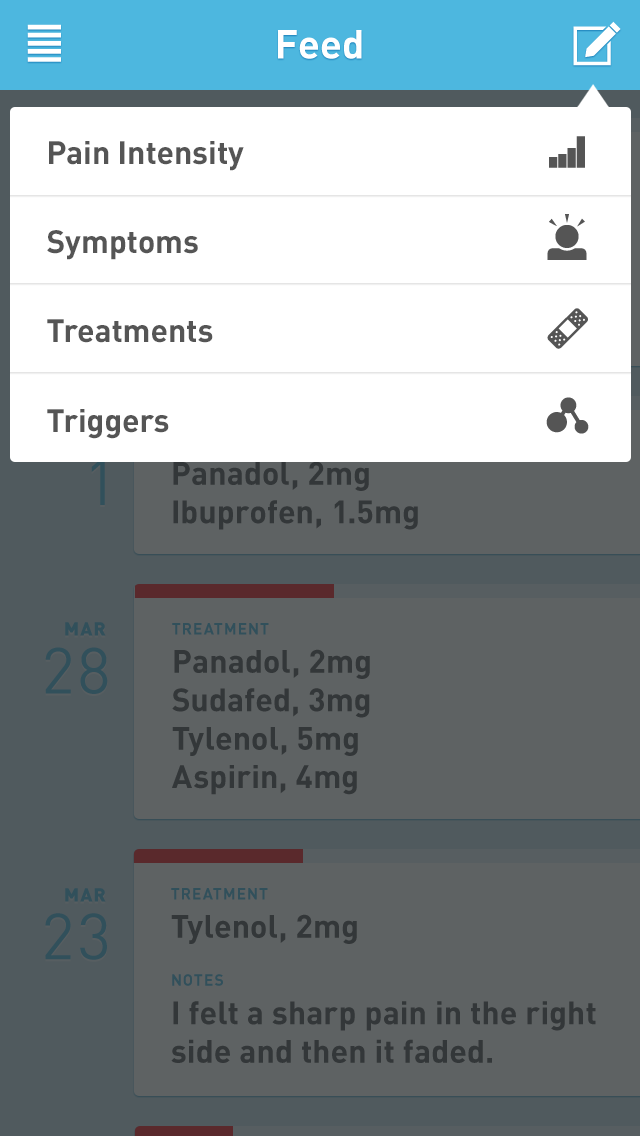 Feed
Pain Intensity
Symptoms
Treatments
Triggers
1
Panadol, 2mg
Ibuprofen, 1.5mg
MAR
28
TREATMENT
Panadol, 2mg
Sudafed, 3mg
Tylenol, 5mg
Aspirin, 4mg
MAR
23
TREATMENT
Tylenol, 2mg
NOTES
I felt a sharp pain in the right
side and then it faded.